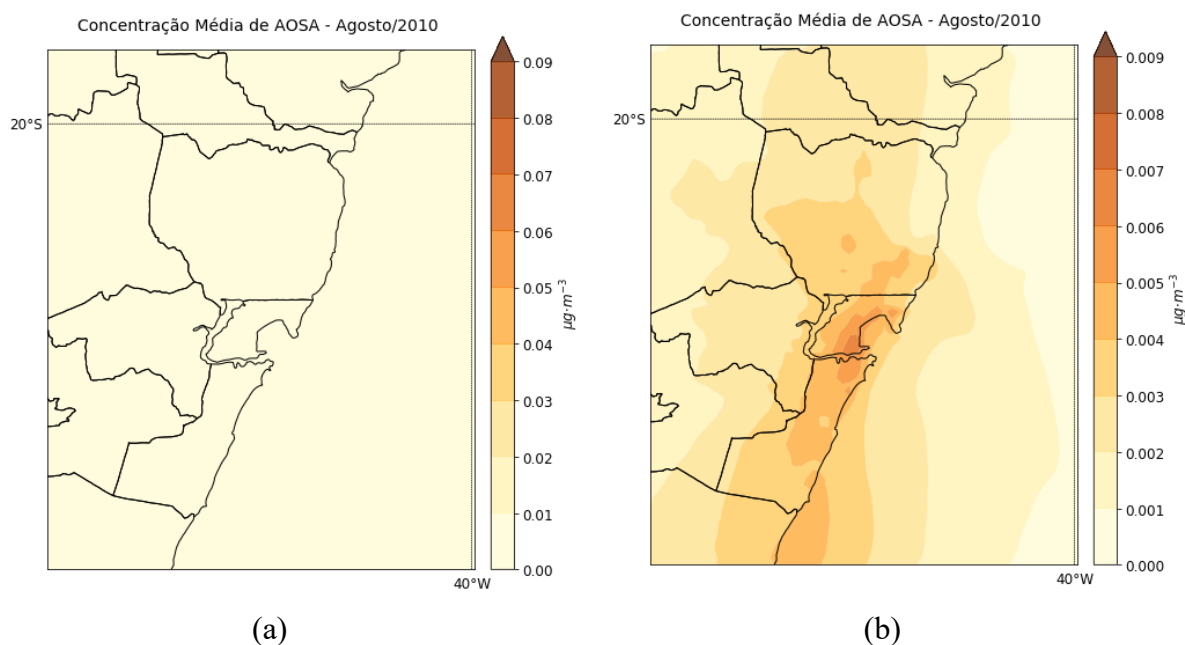 Concentração Média de AOSA - Agosto/2010
20°S
40°W
0.09
0.08
0.07
0.06
0.05
0.04
0.03
0.02
0.01
0.00
μg·m⁻³
(a)
Concentração Média de AOSA - Agosto/2010
20°S
40°W
0.009
0.008
0.007
0.006
0.005
0.004
0.003
0.002
0.001
0.000
μg·m⁻³
(b)